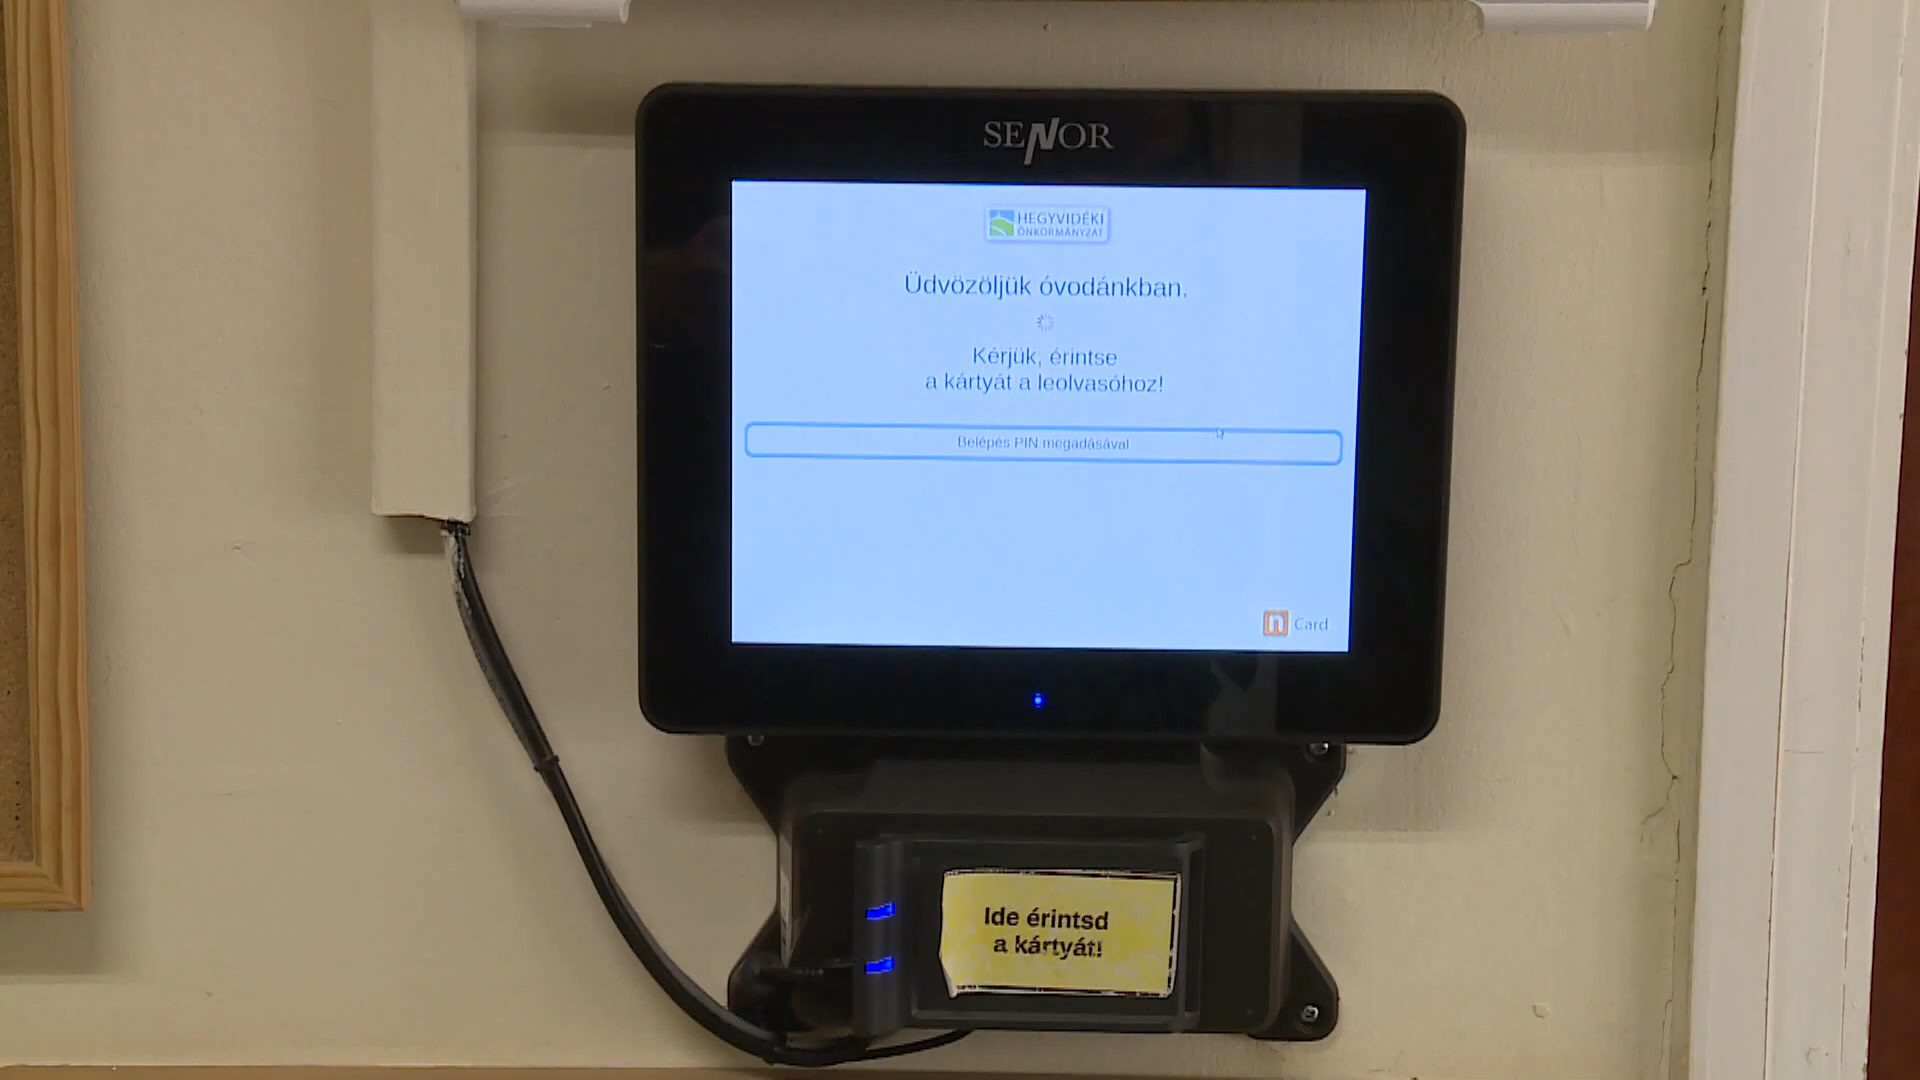 SENOR
HEGYVIDÉKI
ÖNKORMÁNYZAT
Üdvözöljük óvodánkban.
Kérjük, érintse
a kártyát a leolvasóhoz!
Belépés PIN megadásával
n Card
Ide érintsd
a kártyát!